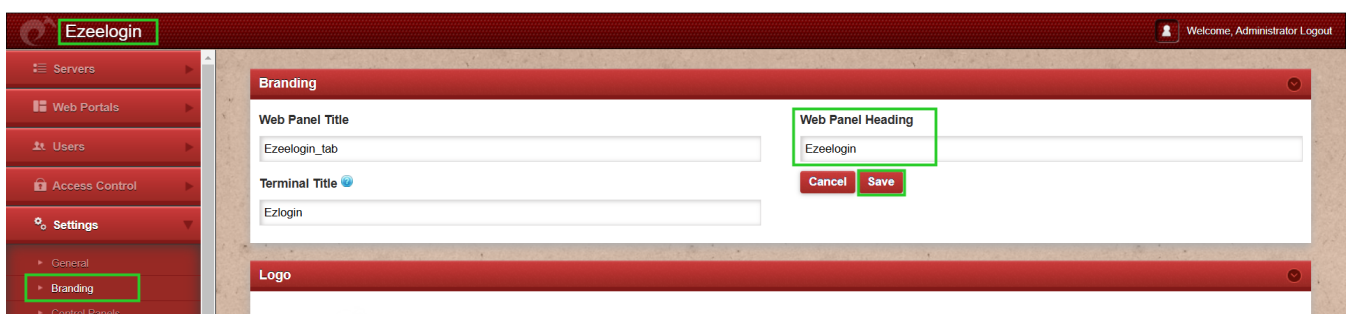 Ezeelogin
Welcome, Administrator Logout
Servers
Web Portals
Users
Access Control
Settings
General
Branding
Control Panels
Branding
Web Panel Title
Ezeelogin_tab
Web Panel Heading
Ezeelogin
Terminal Title
Ezlogin
Cancel Save
Logo